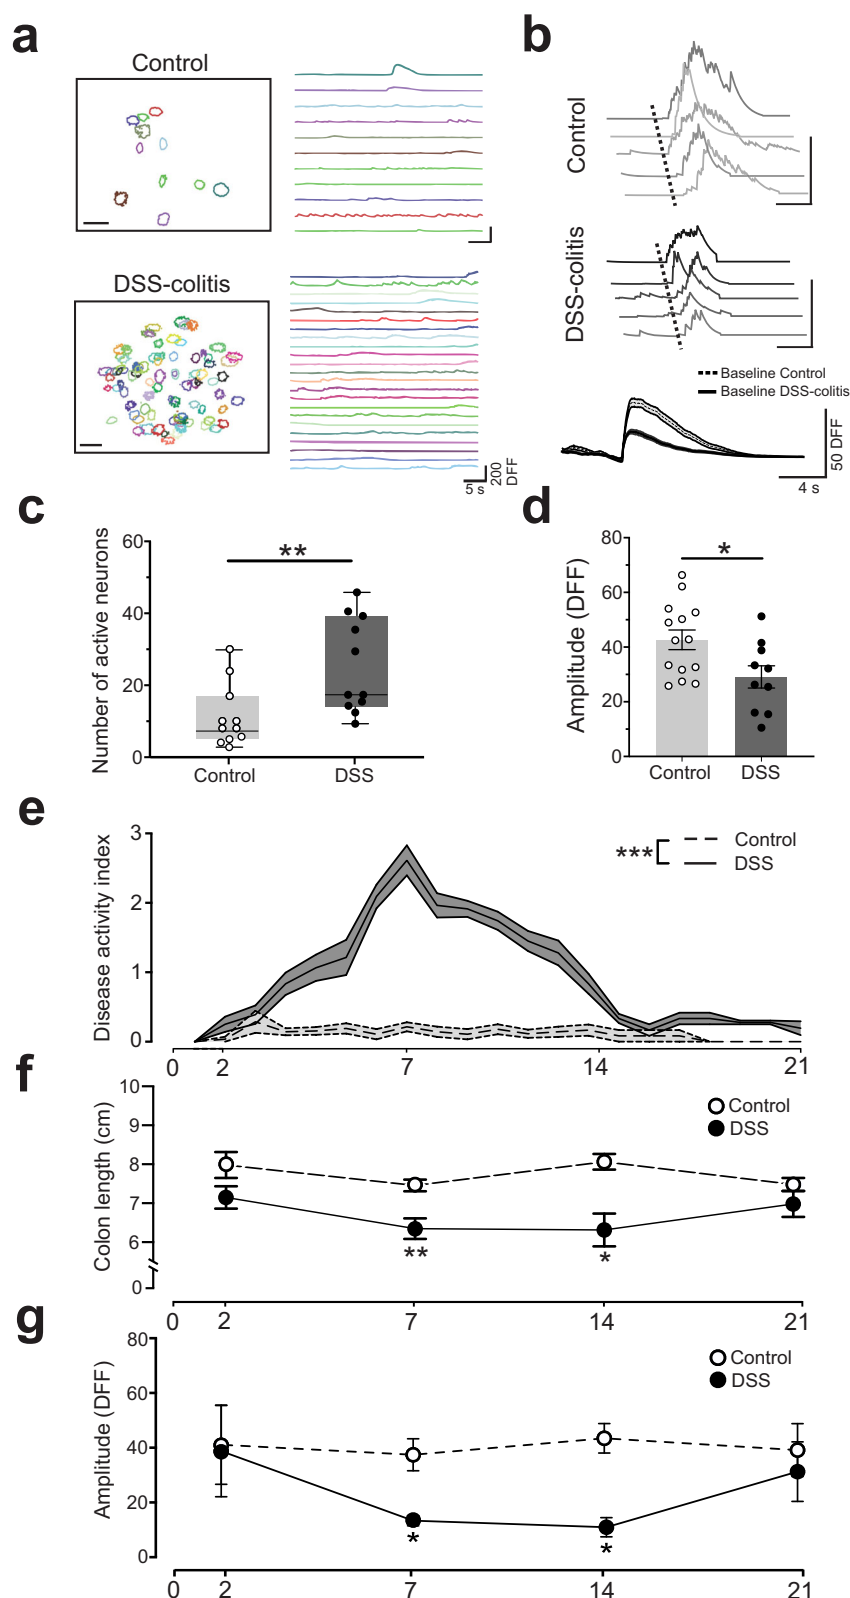 a
b
Control
Control
DSS-colitis
DSS-colitis
Baseline Control
Baseline DSS-colitis
50 DFF
4 s
200
DFF
5 s
c
d
Number of active neurons
60
40
20
0
**
Control
DSS
Amplitude (DFF)
80
60
40
20
0
*
Control
DSS
e
Disease activity index
3
2
1
0
***
Control
DSS
0 2 7 14 21
f
Colon length (cm)
10
9
8
7
6
0
Control
DSS
**
*
0 2 7 14 21
g
Amplitude (DFF)
80
60
40
20
0
Control
DSS
*
*
0 2 7 14 21